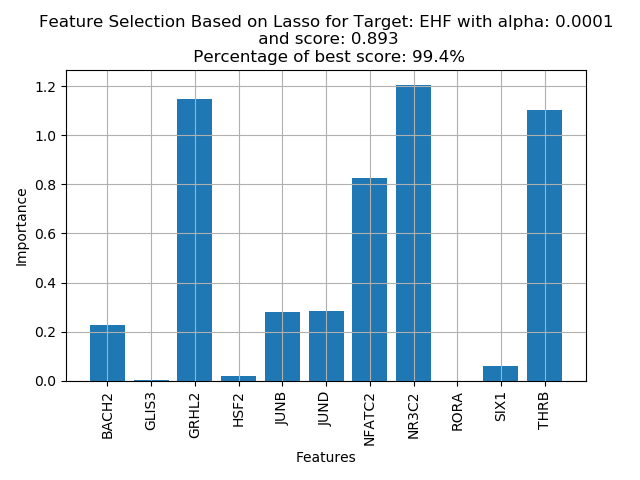 Feature Selection Based on Lasso for Target: EHF with alpha: 0.0001
and score: 0.893
Percentage of best score: 99.4%
1.2
1.0
0.8
0.6
0.4
0.2
0.0
Importance
BACH2
GLIS3
GRHL2
HSF2
JUNB
JUND
NFATC2
NR3C2
RORA
SIX1
THRB
Features